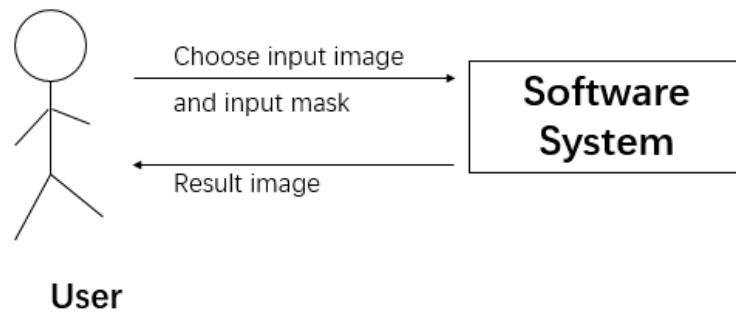 Choose input image
and input mask
Software
System
Result image
User